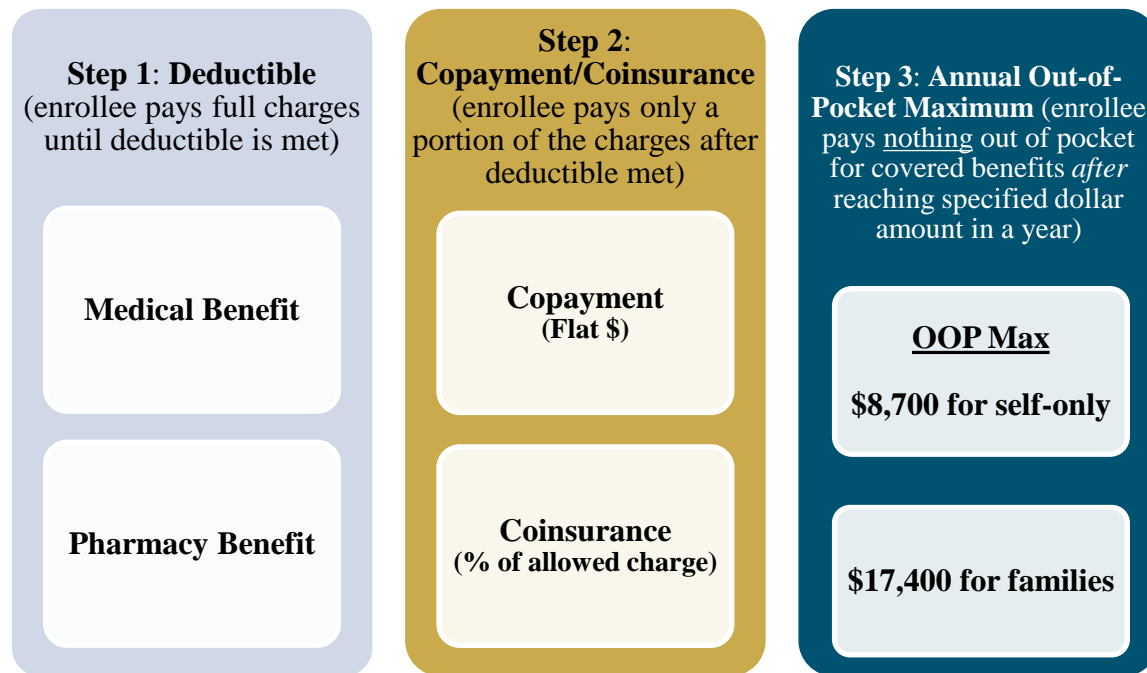 Step 1: Deductible
(enrollee pays full charges
until deductible is met)
Medical Benefit
Pharmacy Benefit
Step 2:
Copayment/Coinsurance
(enrollee pays only a
portion of the charges after
deductible met)
Copayment
(Flat $)
Coinsurance
(% of allowed charge)
Step 3: Annual Out-of-
Pocket Maximum (enrollee
pays nothing out of pocket
for covered benefits after
reaching specified dollar
amount in a year)
OOP Max
$8,700 for self-only
$17,400 for families